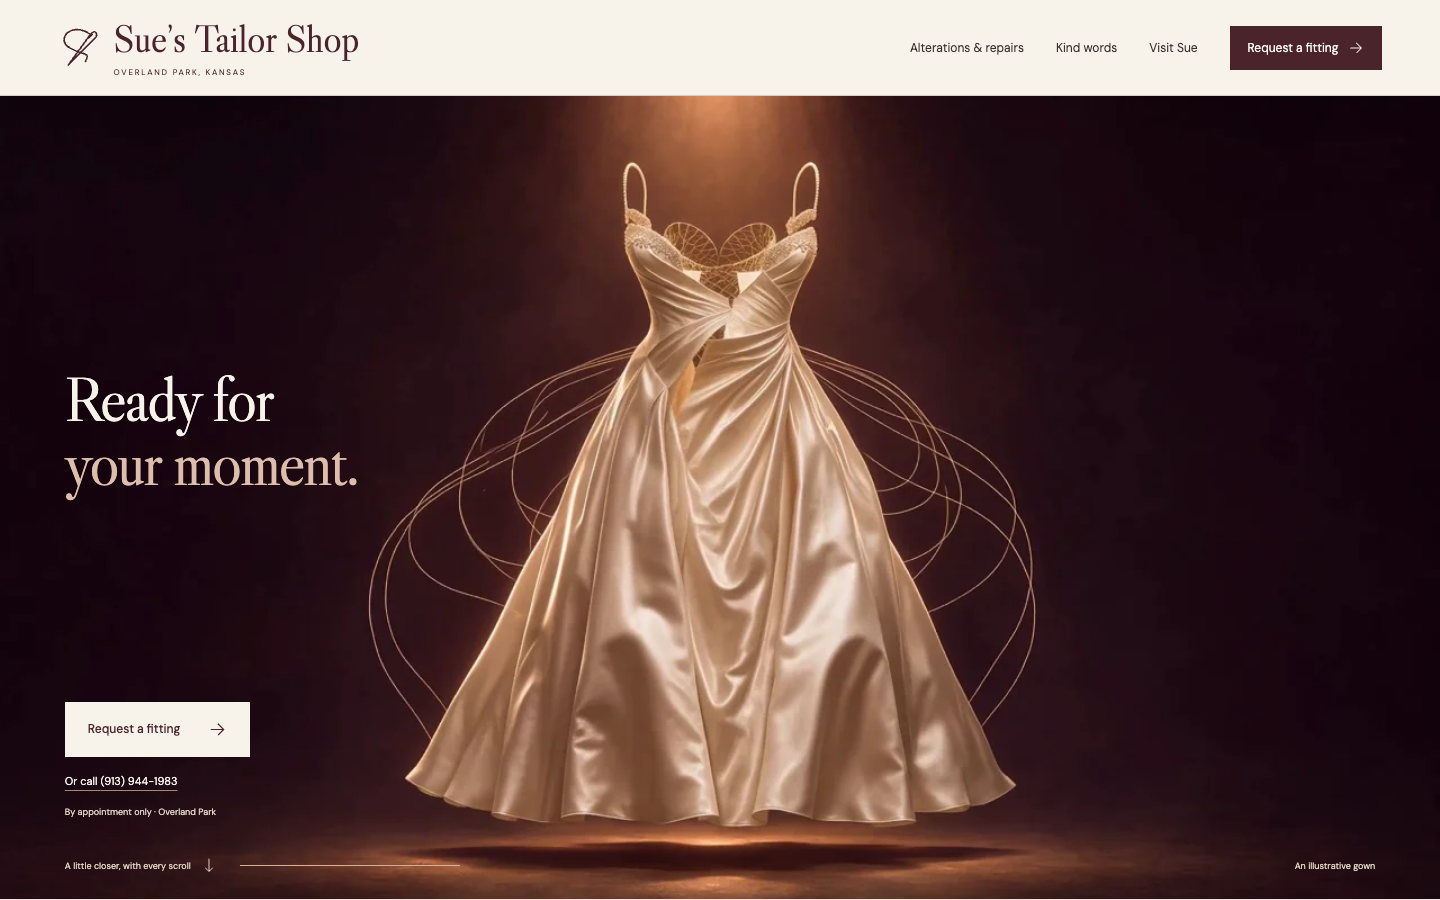 Sue's Tailor Shop
OVERLAND PARK, KANSAS
Alterations & repairs
Kind words
Visit Sue
Request a fitting
Ready for
your moment.
Request a fitting
Or call (913) 944-1983
By appointment only · Overland Park
A little closer, with every scroll
An illustrative gown